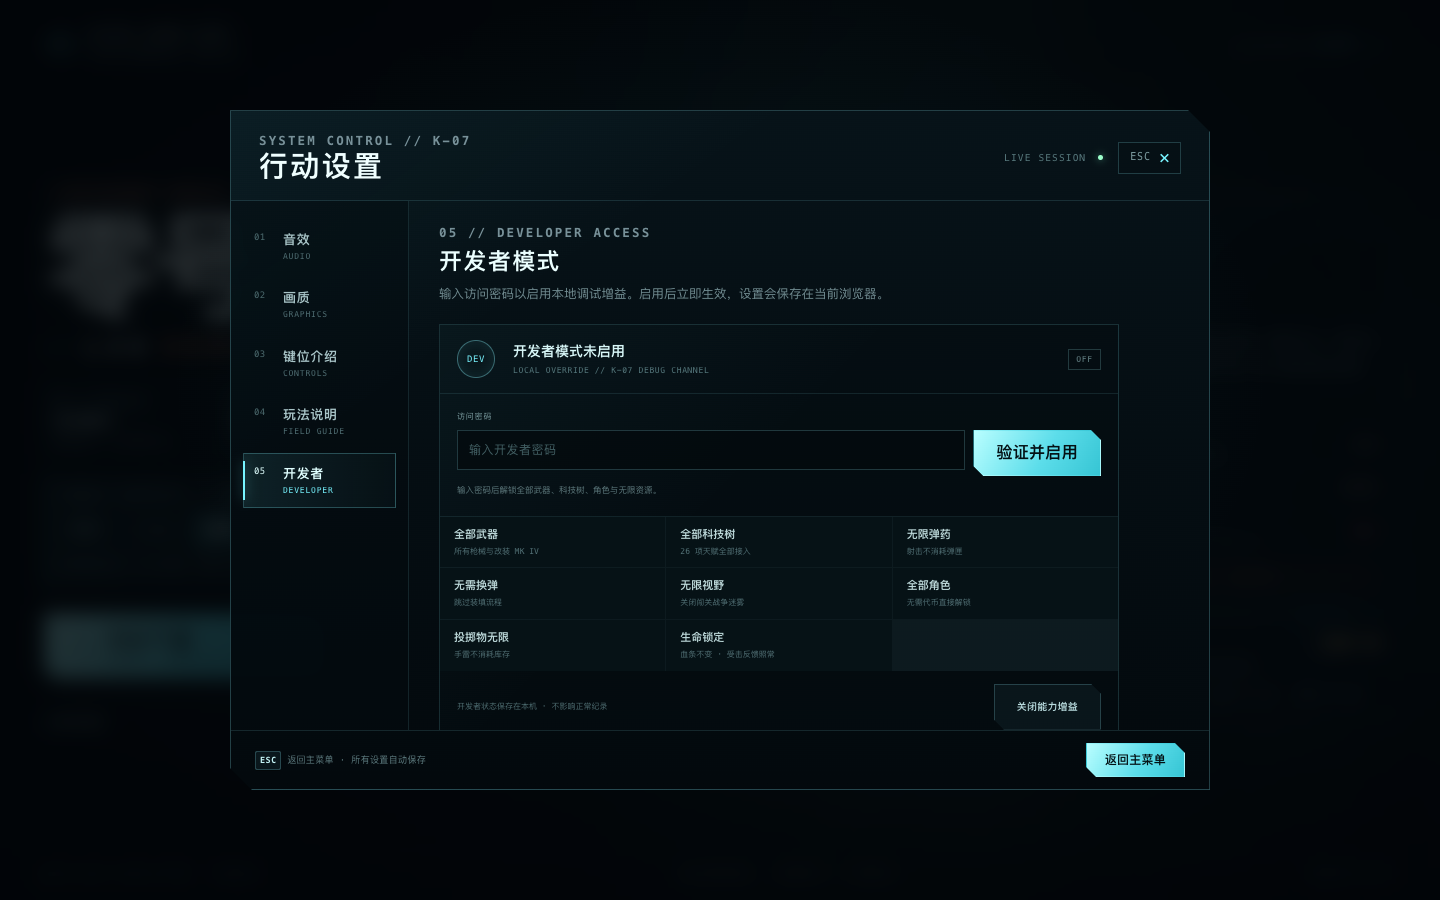 SYSTEM CONTROL // K-07
行动设置
LIVE SESSION
ESC ×
01 音效
AUDIO
02 画质
GRAPHICS
03 键位介绍
CONTROLS
04 玩法说明
FIELD GUIDE
05 开发者
DEVELOPER
05 // DEVELOPER ACCESS
开发者模式
输入访问密码以启用本地调试增益。启用后立即生效，设置会保存在当前浏览器。
DEV
开发者模式未启用
LOCAL OVERRIDE // K-07 DEBUG CHANNEL
OFF
访问密码
输入开发者密码
验证并启用
输入密码后解锁全部武器、科技树、角色与无限资源。
全部武器
所有枪械与改装 MK IV
全部科技树
26 项天赋全部接入
无限弹药
射击不消耗弹匣
无需换弹
跳过装填流程
无限视野
关闭闯关战争迷雾
全部角色
无需代币直接解锁
投掷物无限
手雷不消耗库存
生命锁定
血条不变 · 受击反馈照常
开发者状态保存在本机 · 不影响正常纪录
关闭能力增益
ESC 返回主菜单 · 所有设置自动保存
返回主菜单